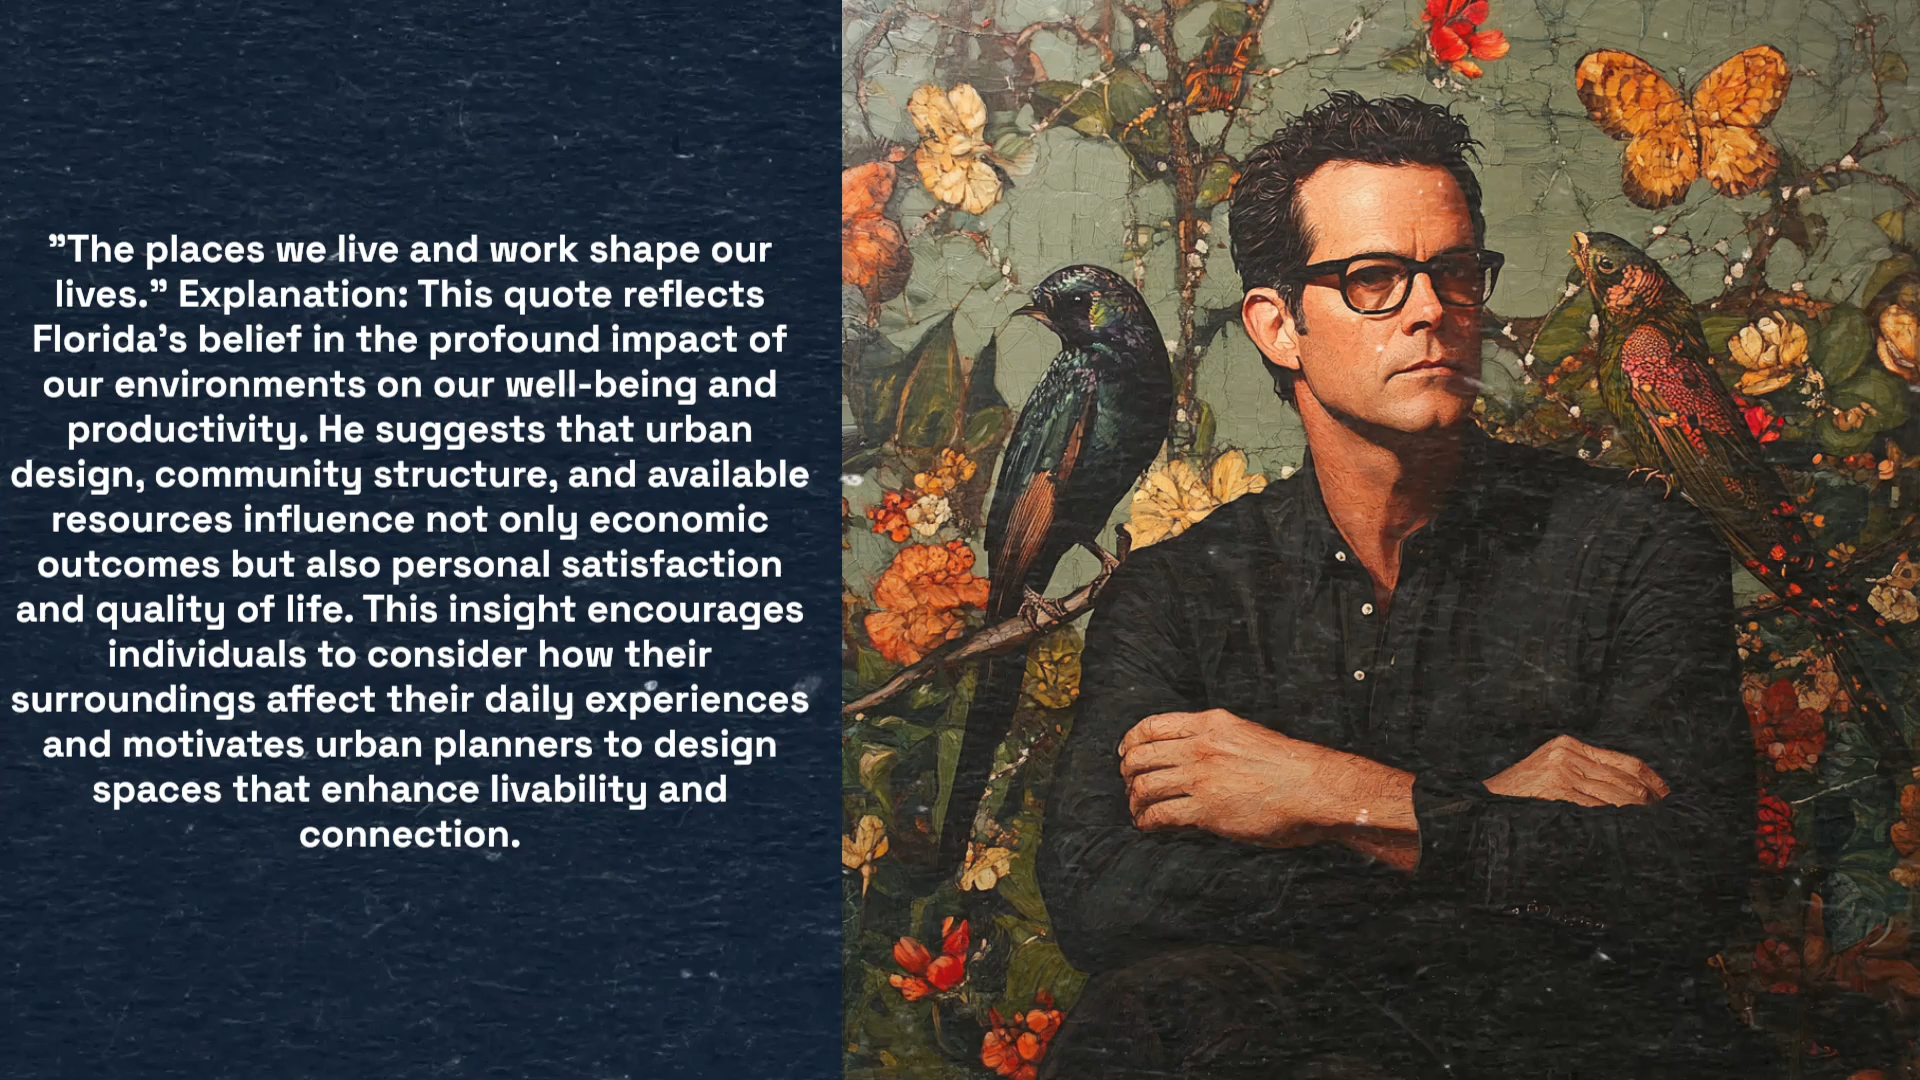 ”The places we live and work shape our
lives.” Explanation: This quote reflects
Florida’s belief in the profound impact of
our environments on our well-being and
productivity. He suggests that urban
design, community structure, and available
resources influence not only economic
outcomes but also personal satisfaction
and quality of life. This insight encourages
individuals to consider how their
surroundings affect their daily experiences
and motivates urban planners to design
spaces that enhance livability and
connection.